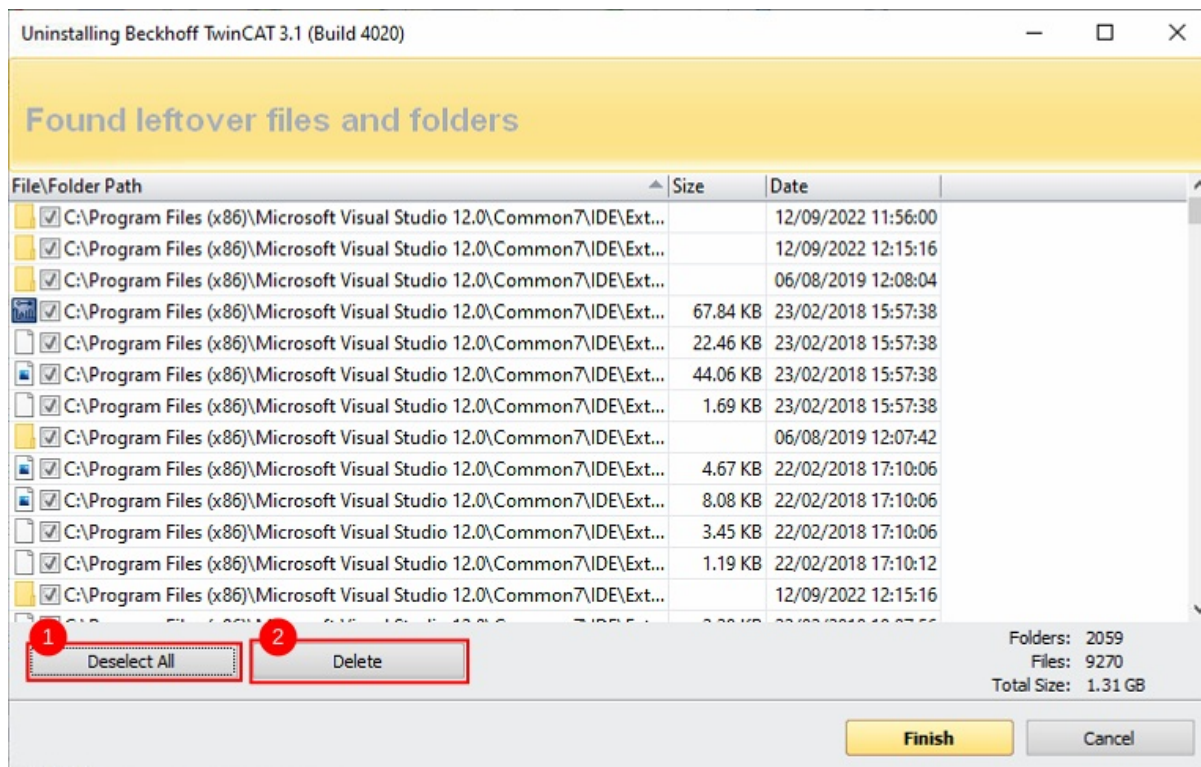 Uninstalling Beckhoff TwinCAT 3.1 (Build 4020)
Found leftover files and folders
File\Folder Path Size Date
C:\Program Files (x86)\Microsoft Visual Studio 12.0\Common7\IDE\Ext... 12/09/2022 11:56:00
C:\Program Files (x86)\Microsoft Visual Studio 12.0\Common7\IDE\Ext... 12/09/2022 12:15:16
C:\Program Files (x86)\Microsoft Visual Studio 12.0\Common7\IDE\Ext... 06/08/2019 12:08:04
C:\Program Files (x86)\Microsoft Visual Studio 12.0\Common7\IDE\Ext... 67.84 KB 23/02/2018 15:57:38
C:\Program Files (x86)\Microsoft Visual Studio 12.0\Common7\IDE\Ext... 22.46 KB 23/02/2018 15:57:38
C:\Program Files (x86)\Microsoft Visual Studio 12.0\Common7\IDE\Ext... 44.06 KB 23/02/2018 15:57:38
C:\Program Files (x86)\Microsoft Visual Studio 12.0\Common7\IDE\Ext... 1.69 KB 23/02/2018 15:57:38
C:\Program Files (x86)\Microsoft Visual Studio 12.0\Common7\IDE\Ext... 06/08/2019 12:07:42
C:\Program Files (x86)\Microsoft Visual Studio 12.0\Common7\IDE\Ext... 4.67 KB 22/02/2018 17:10:06
C:\Program Files (x86)\Microsoft Visual Studio 12.0\Common7\IDE\Ext... 8.08 KB 22/02/2018 17:10:06
C:\Program Files (x86)\Microsoft Visual Studio 12.0\Common7\IDE\Ext... 3.45 KB 22/02/2018 17:10:06
C:\Program Files (x86)\Microsoft Visual Studio 12.0\Common7\IDE\Ext... 1.19 KB 22/02/2018 17:10:12
C:\Program Files (x86)\Microsoft Visual Studio 12.0\Common7\IDE\Ext... 12/09/2022 12:15:16
1 2
Deselect All Delete
Folders: 2059
Files: 9270
Total Size: 1.31 GB
Finish Cancel